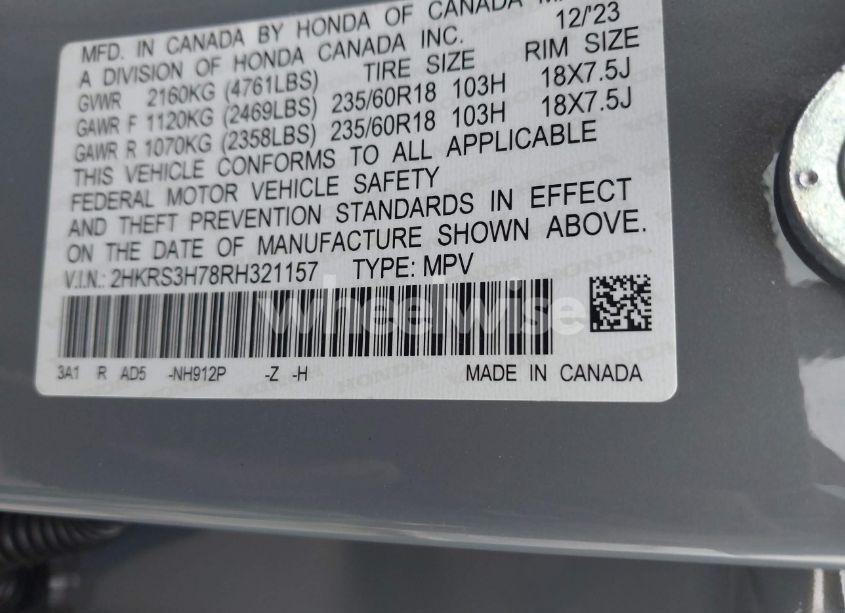 MFD. IN CANADA BY HONDA OF CANADA
A DIVISION OF HONDA CANADA INC. 12/'23
GVWR 2160KG (4761LBS) TIRE SIZE RIM SIZE
GAWR F 1120KG (2469LBS) 235/60R18 103H 18X7.5J
GAWR R 1070KG (2358LBS) 235/60R18 103H 18X7.5J
THIS VEHICLE CONFORMS TO ALL APPLICABLE
FEDERAL MOTOR VEHICLE SAFETY
AND THEFT PREVENTION STANDARDS IN EFFECT
ON THE DATE OF MANUFACTURE SHOWN ABOVE.
V.I.N.: 2HKRS3H78RH321157 TYPE: MPV
wheelwise
3A1 R AD5 -NH912P -Z -H MADE IN CANADA